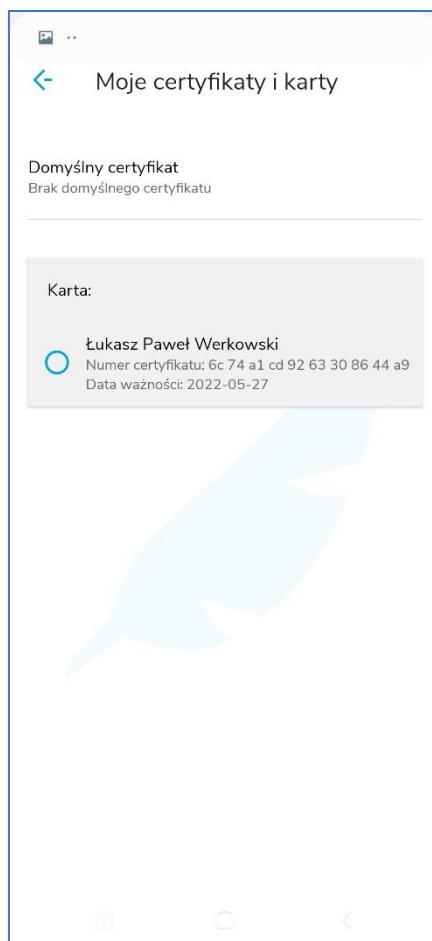 Moje certyfikaty i karty
Domyślny certyfikat
Brak domyślnego certyfikatu
Karta:
Łukasz Paweł Werkowski
Numer certyfikatu: 6c 74 a1 cd 92 63 30 86 44 a9
Data ważności: 2022-05-27